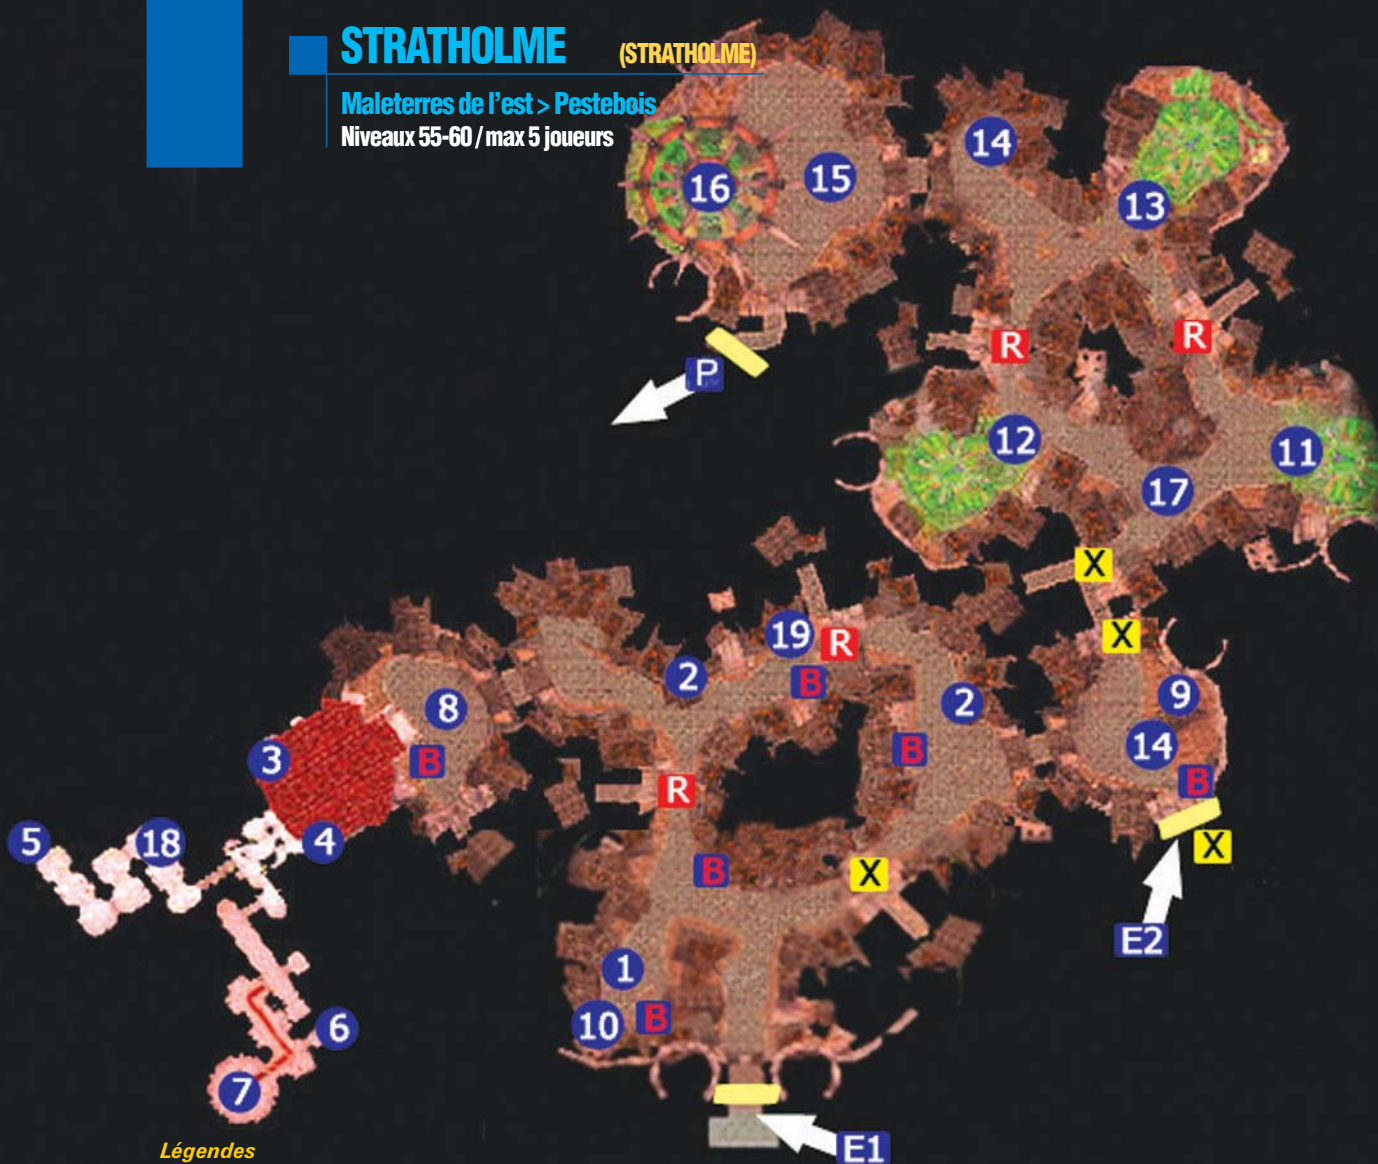 STRATHOLME (STRATHOLME)
Maleterres de l'est > Pestebois
Niveaux 55-60 / max 5 joueurs
14
16
15
13
R
R
P
12
11
17
X
19
R
X
2
B
8
2
9
B
14
3
B
B
R
5
18
4
X
X
B
E2
1
10
B
6
7
E1
Légendes